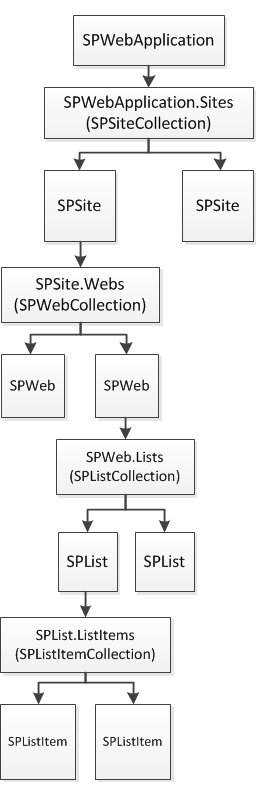 SPWebApplication
SPWebApplication.Sites
(SPSiteCollection)
SPSite
SPSite
SPSite.Webs
(SPWebCollection)
SPWeb
SPWeb
SPWeb.Lists
(SPListCollection)
SPList
SPList
SPList.ListItems
(SPListItemCollection)
SPListItem
SPListItem